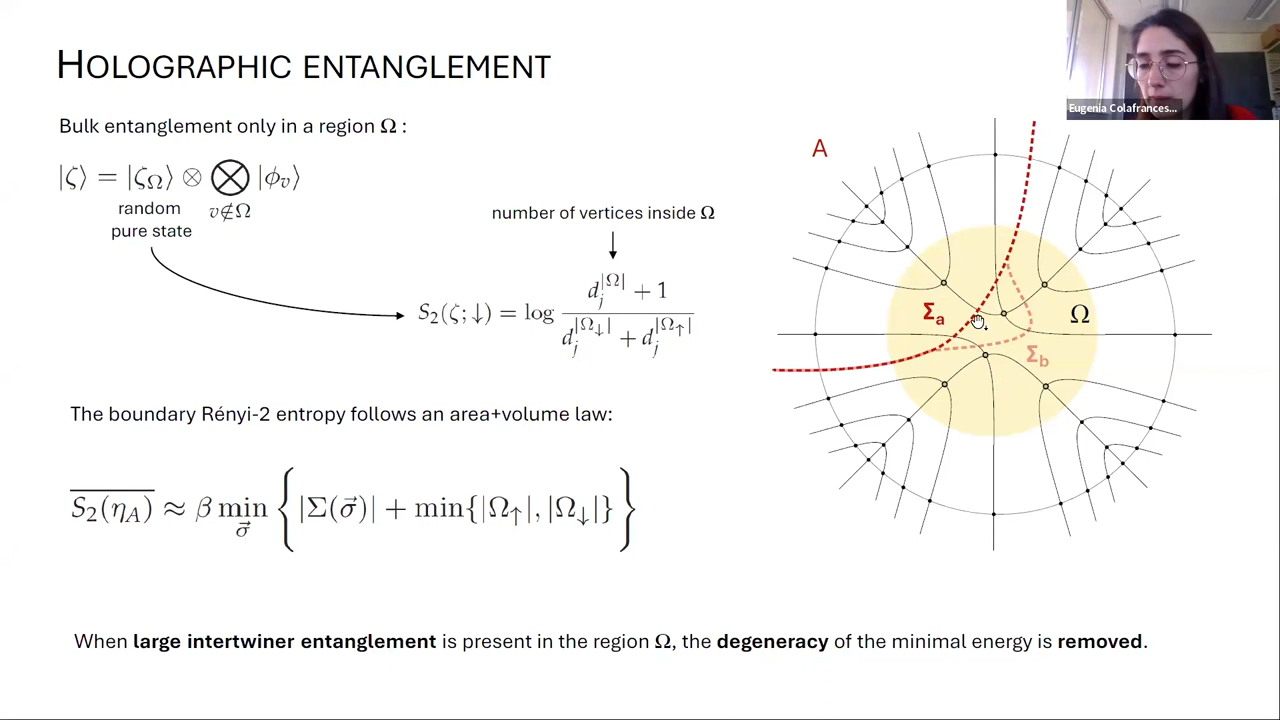 HOLOGRAPHIC ENTANGLEMENT
Eugenia Colafrances...
Bulk entanglement only in a region Ω :
|ζ⟩ = |ζ_Ω⟩ ⊗ ⨂_{v∉Ω} |ϕ_v⟩
random
pure state
number of vertices inside Ω
S₂(ζ;↓) = log (d_j^{|Ω|} + 1) / (d_j^{|Ω↓|} + d_j^{|Ω↑|})
A
Σa
Ω
Σb
The boundary Rényi-2 entropy follows an area+volume law:
\overline{S₂(η_A)} ≈ β min_{\vec{σ}} { |Σ(\vec{σ})| + min{|Ω↑|, |Ω↓|} }
When large intertwiner entanglement is present in the region Ω, the degeneracy of the minimal energy is removed.